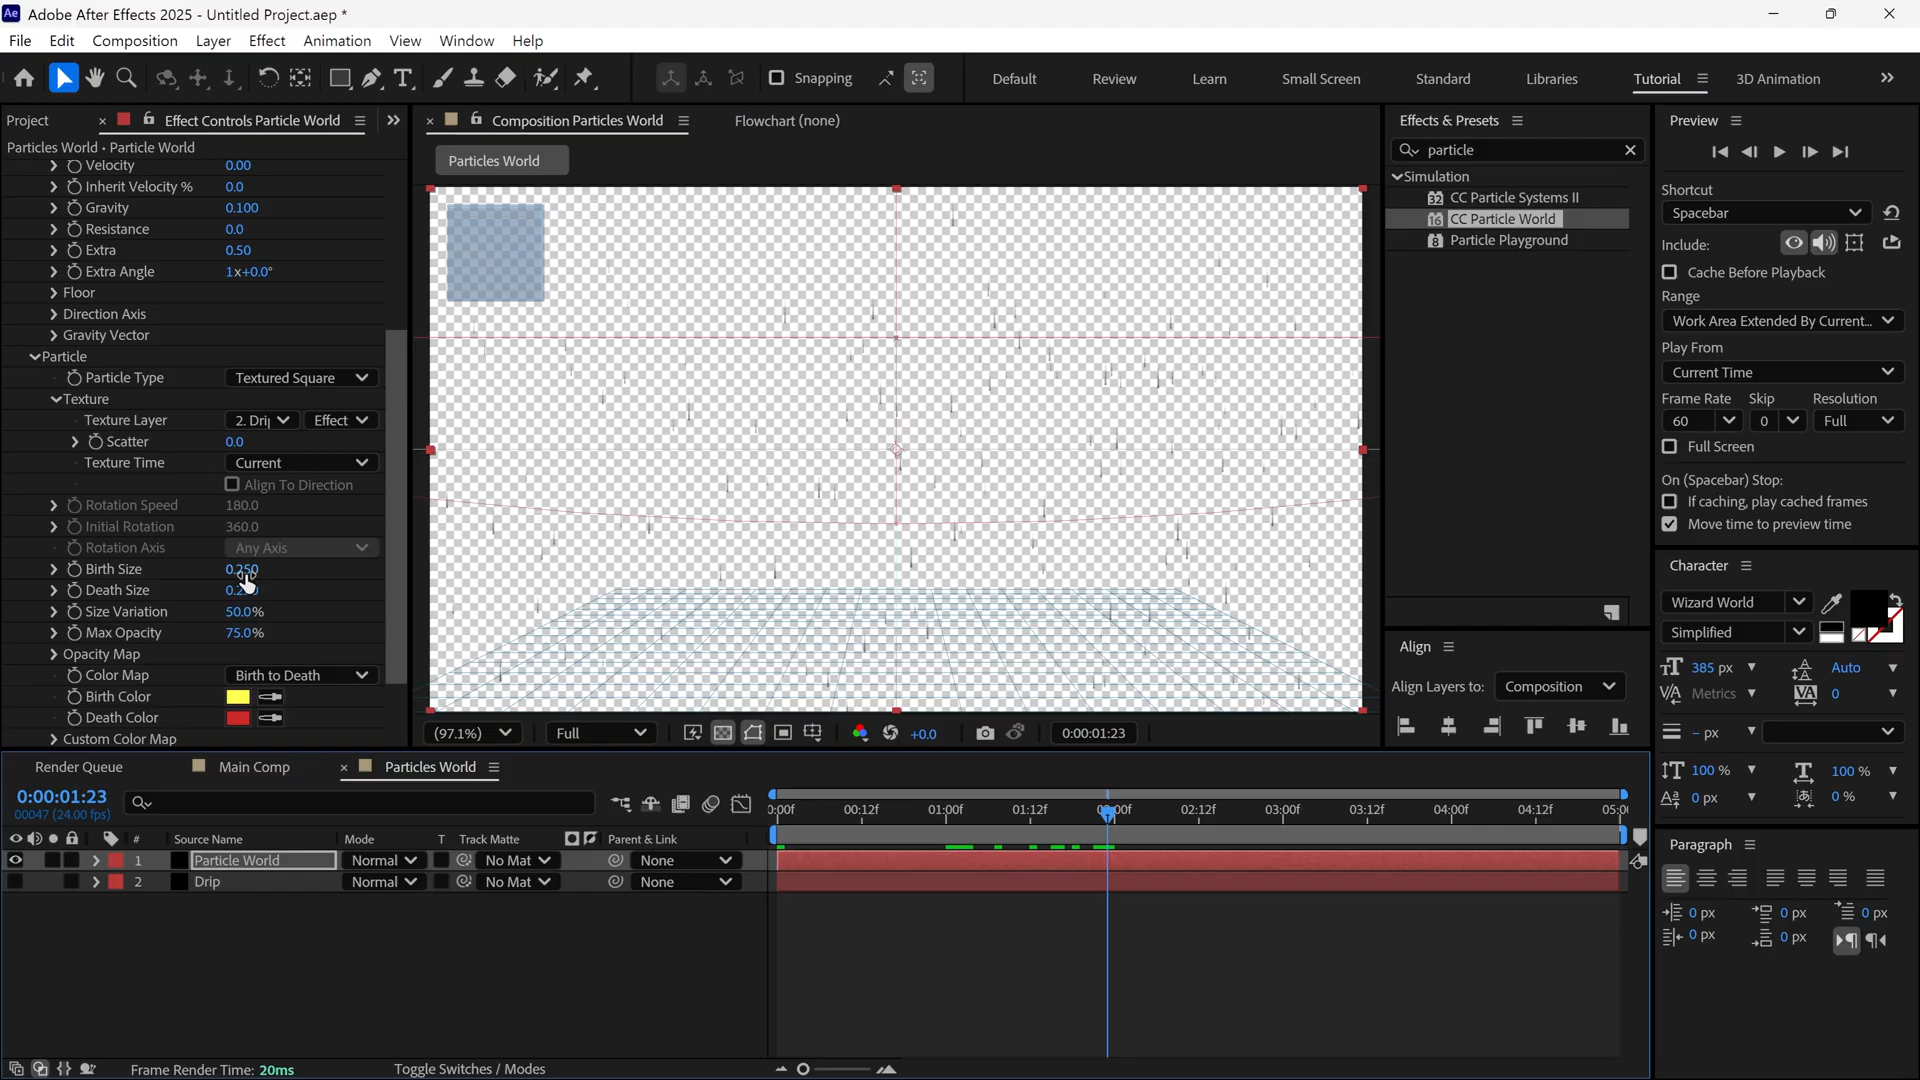 Ae Adobe After Effects 2025 - Untitled Project.aep *
File Edit Composition Layer Effect Animation View Window Help
Snapping
Default Review Learn Small Screen Standard Libraries Tutorial 3D Animation
Project
Effect Controls Particle World
Composition Particles World
Flowchart (none)
Particles World • Particle World
Velocity 0.00
Inherit Velocity % 0.0
Gravity 0.100
Resistance 0.0
Extra 0.50
Extra Angle 1x+0.0°
Floor
Direction Axis
Gravity Vector
Particle
Particle Type Textured Square
Texture
Texture Layer 2. Drip Effect
Scatter 0.0
Texture Time Current
Align To Direction
Rotation Speed 180.0
Initial Rotation 360.0
Rotation Axis Any Axis
Birth Size 0.250
Death Size
Size Variation 50.0%
Max Opacity 75.0%
Opacity Map
Color Map Birth to Death
Birth Color
Death Color
Custom Color Map
Particles World
(97.1%) Full +0.0 0:00:01:23
Effects & Presets
particle
Simulation
32 CC Particle Systems II
16 CC Particle World
8 Particle Playground
Align
Align Layers to: Composition
Preview
Shortcut
Spacebar
Include:
Cache Before Playback
Range
Work Area Extended By Current...
Play From
Current Time
Frame Rate Skip Resolution
60 0 Full
Full Screen
On (Spacebar) Stop:
If caching, play cached frames
Move time to preview time
Character
Wizard World
Simplified
385 px Auto
Metrics 0
– px
100 % 100 %
0 px 0 %
Paragraph
0 px 0 px 0 px
0 px 0 px
Render Queue Main Comp Particles World
0:00:01:23
00047 (24.00 fps)
# Source Name Mode T Track Matte Parent & Link
1 Particle World Normal No Mat None
2 Drip Normal No Mat None
0:00f 00:12f 01:00f 01:12f 02:00f 02:12f 03:00f 03:12f 04:00f 04:12f 05:0
Frame Render Time: 20ms
Toggle Switches / Modes